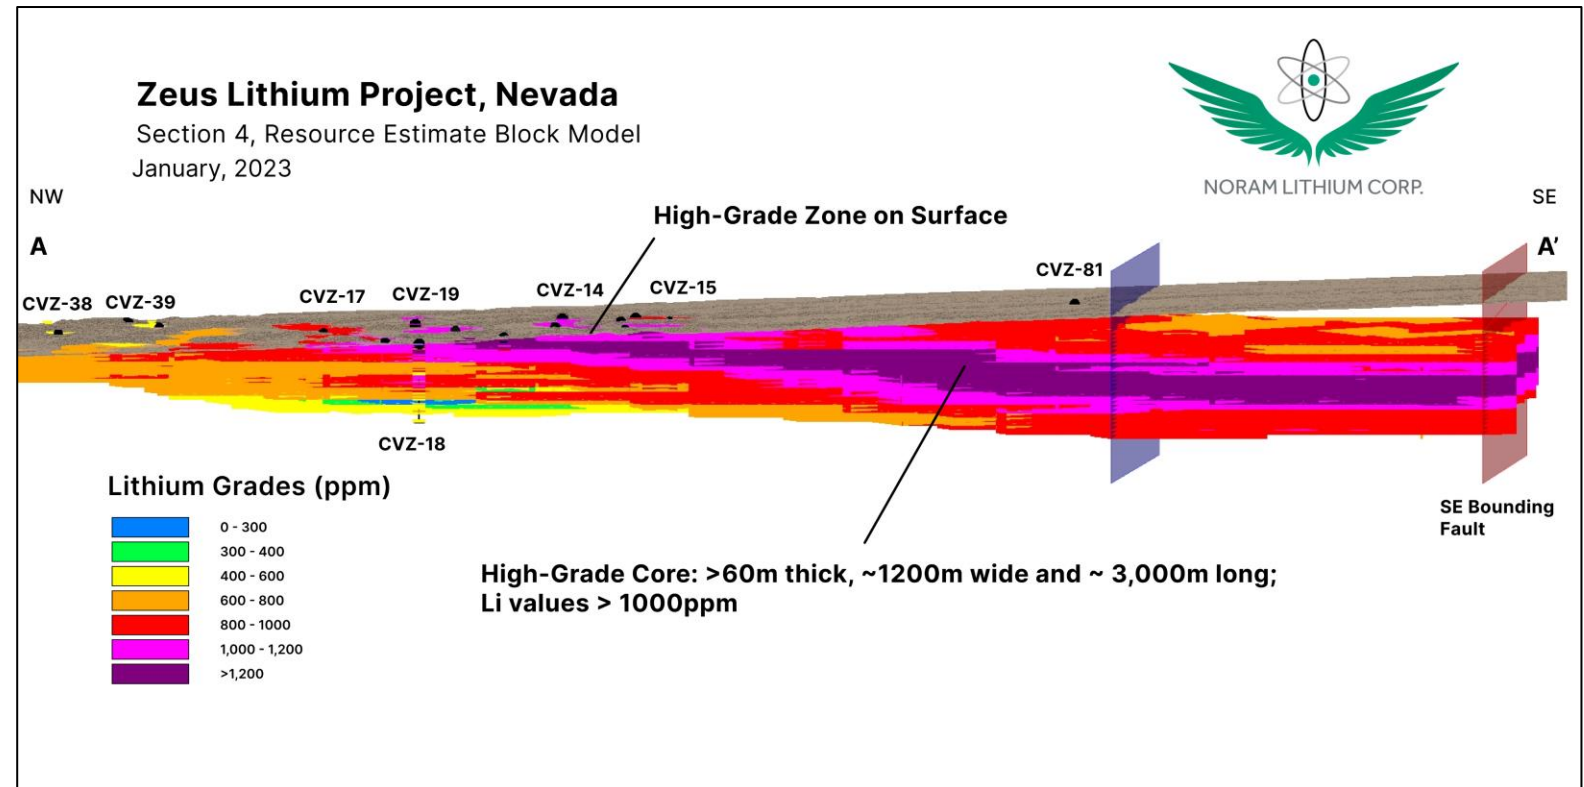 Zeus Lithium Project, Nevada
Section 4, Resource Estimate Block Model
January, 2023
NORAM LITHIUM CORP.
NW
SE
A
A’
High-Grade Zone on Surface
CVZ-38
CVZ-39
CVZ-17
CVZ-19
CVZ-14
CVZ-15
CVZ-81
CVZ-18
SE Bounding
Fault
Lithium Grades (ppm)
0 - 300
300 - 400
400 - 600
600 - 800
800 - 1000
1,000 - 1,200
>1,200
High-Grade Core: >60m thick, ~1200m wide and ~ 3,000m long;
Li values > 1000ppm